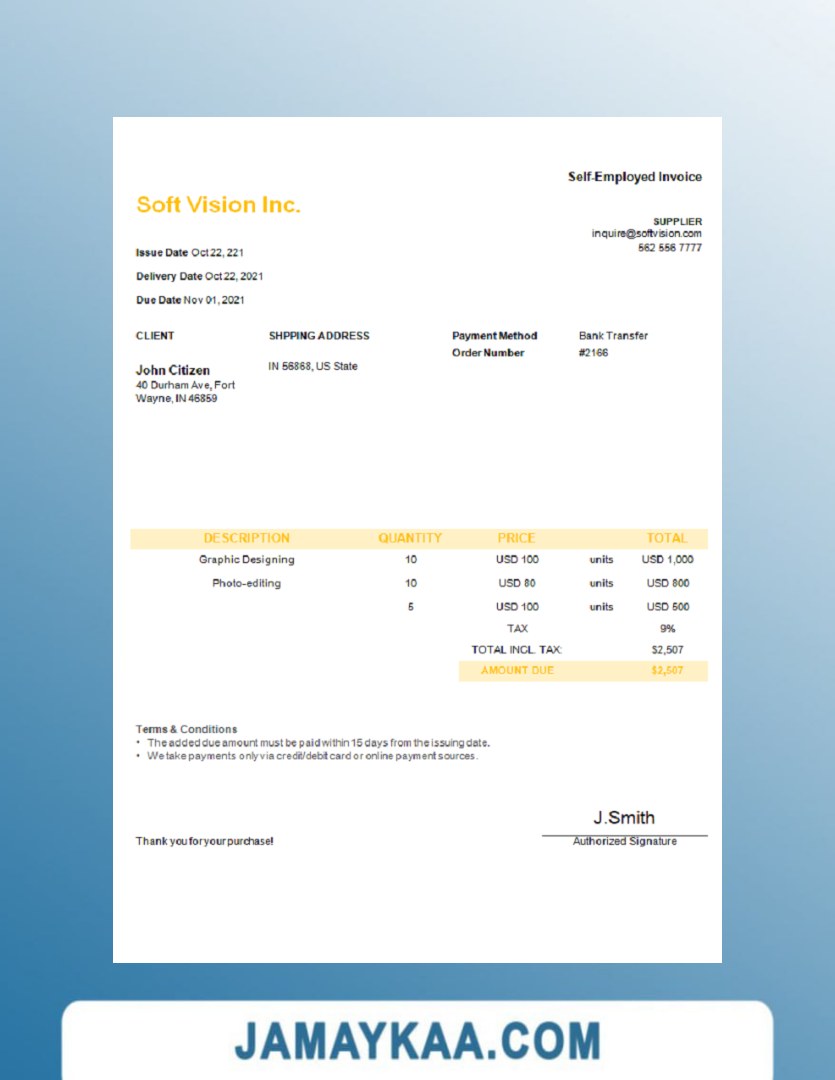 Self-Employed Invoice
Soft Vision Inc.
SUPPLIER
inquire@softvision.com
562 556 7777
Issue Date Oct 22, 221
Delivery Date Oct 22, 2021
Due Date Nov 01, 2021
CLIENT SHPPING ADDRESS Payment Method Bank Transfer
Order Number #2166
John Citizen IN 56868, US State
40 Durham Ave, Fort
Wayne, IN 46859
DESCRIPTION QUANTITY PRICE TOTAL
Graphic Designing 10 USD 100 units USD 1,000
Photo-editing 10 USD 80 units USD 800
5 USD 100 units USD 500
TAX 9%
TOTAL INCL. TAX: $2,507
AMOUNT DUE $2,507
Terms & Conditions
• The added due amount must be paid within 15 days from the issuing date.
• We take payments only via credit/debit card or online payment sources.
J.Smith
Thank you for your purchase! Authorized Signature
JAMAYKAA.COM